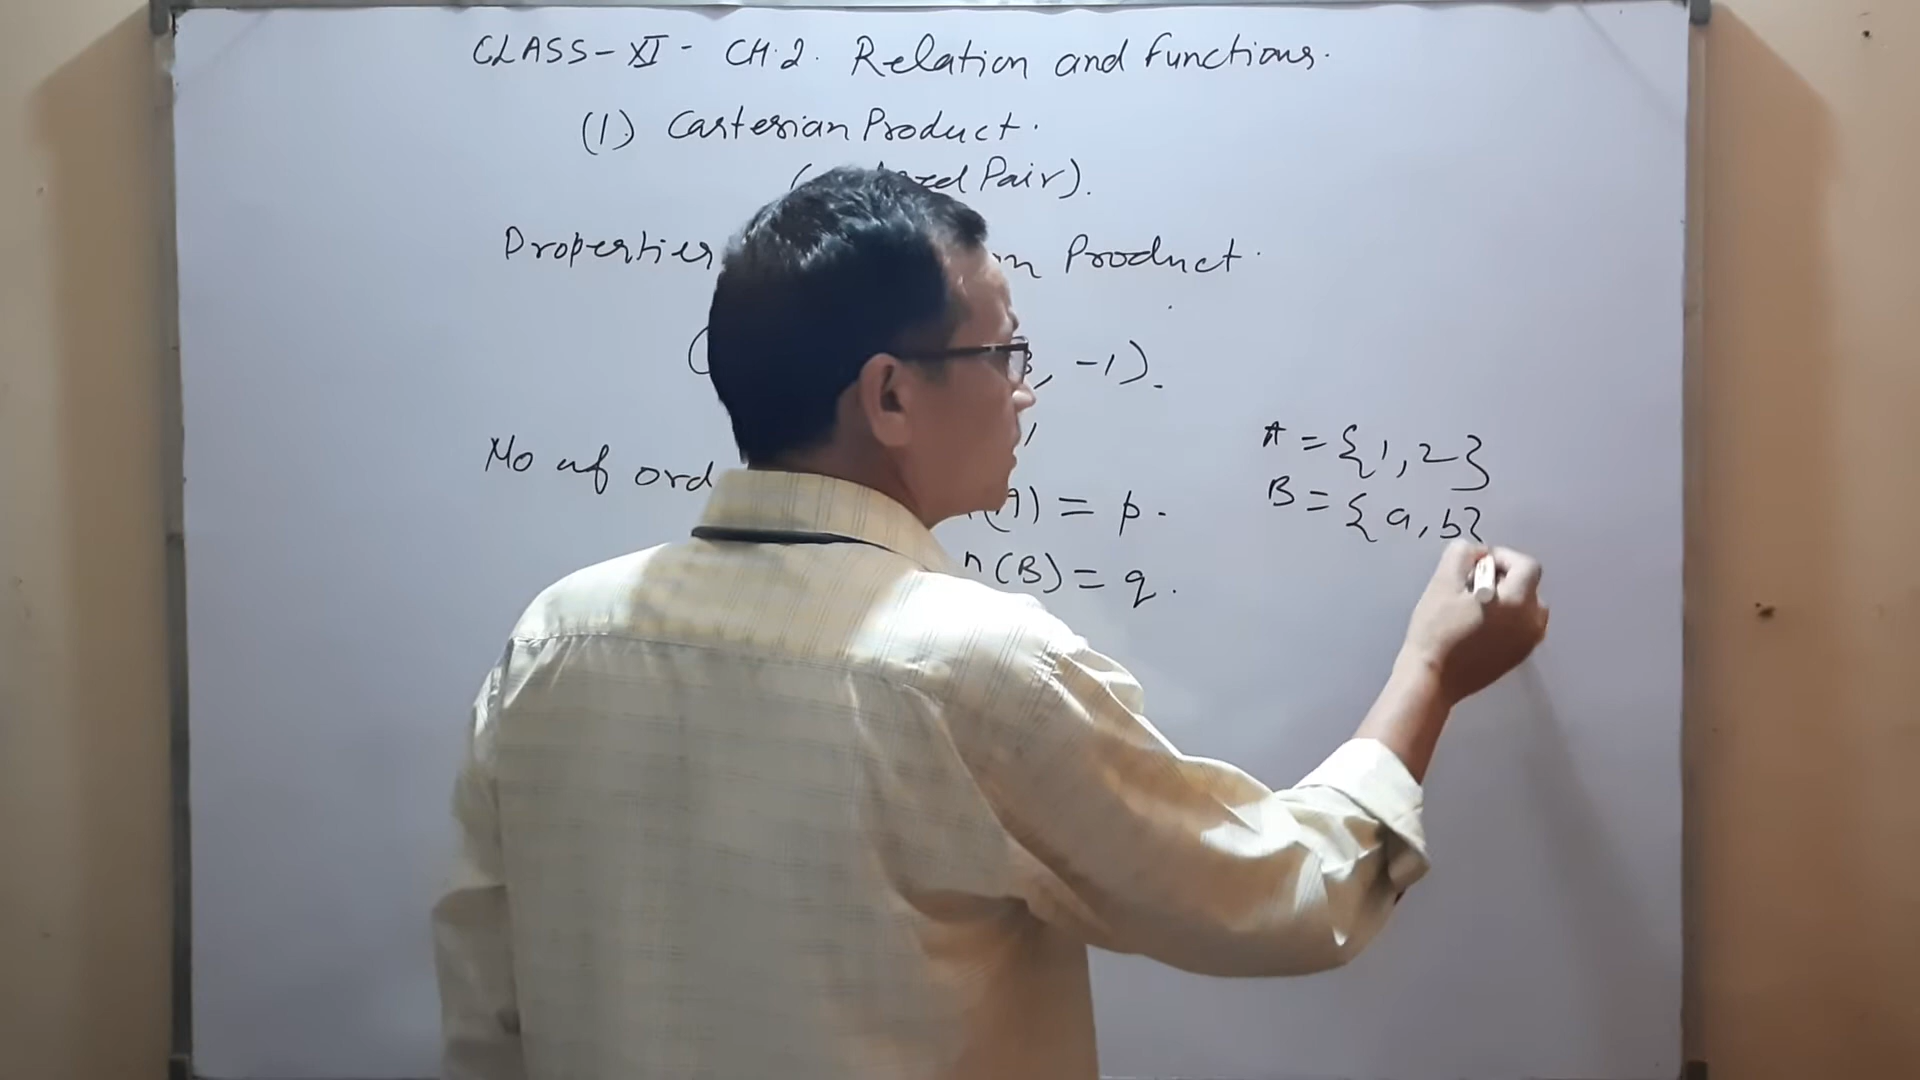 CLASS-XI- CH.2. Relation and functions.
(1) Cartesian Product.
Pair).
Properties Product.
, -1).
No of ord
(A) = p.
n(B) = q.
A = {1,2}
B = {a,b}